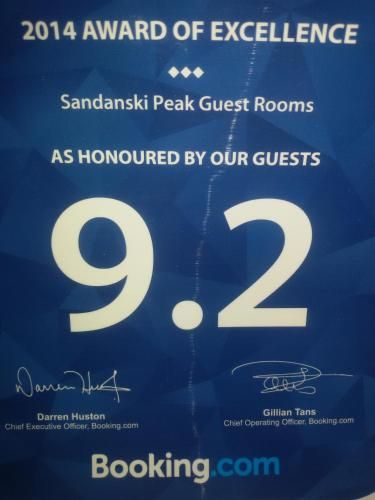 2014 AWARD OF EXCELLENCE
Sandanski Peak Guest Rooms
AS HONOURED BY OUR GUESTS
9.2
Darren Huston
Chief Executive Officer, Booking.com
Gillian Tans
Chief Operating Officer, Booking.com
Booking.com